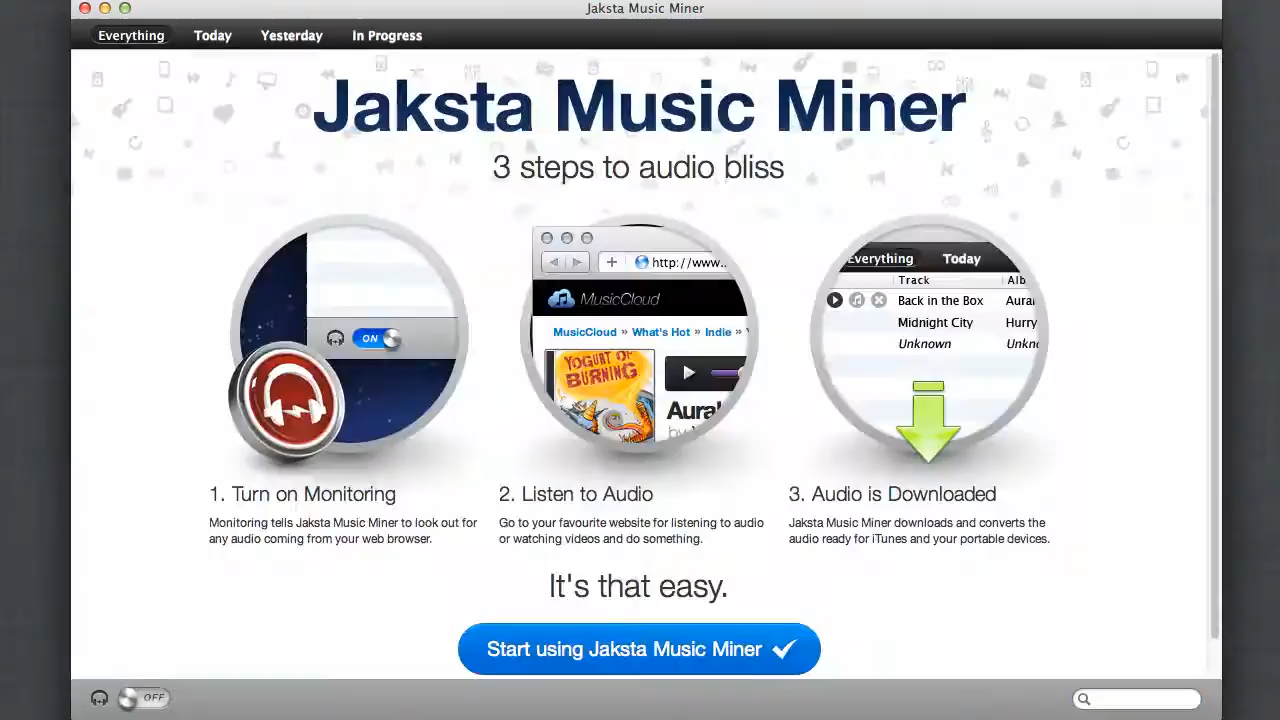 Jaksta Music Miner
Everything Today Yesterday In Progress
Jaksta Music Miner
3 steps to audio bliss
ON
http://www..
MusicCloud
MusicCloud » What's Hot » Indie »
YOGURT OF
BURNING
Aural
by
Everything Today
Track Alb
Back in the Box Aura
Midnight City Hurry
Unknown Unkno
1. Turn on Monitoring
Monitoring tells Jaksta Music Miner to look out for
any audio coming from your web browser.
2. Listen to Audio
Go to your favourite website for listening to audio
or watching videos and do something.
3. Audio is Downloaded
Jaksta Music Miner downloads and converts the
audio ready for iTunes and your portable devices.
It's that easy.
Start using Jaksta Music Miner
OFF